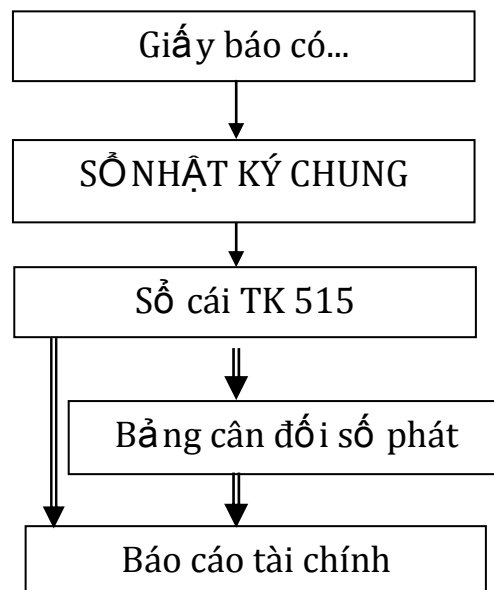 Giấy báo có...
SỔ NHẬT KÝ CHUNG
Sổ cái TK 515
Bảng cân đối số phát
Báo cáo tài chính